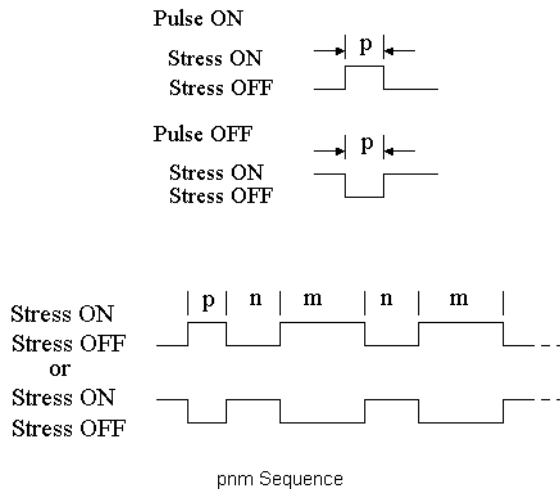 Pulse ON
p
Stress ON
Stress OFF
Pulse OFF
p
Stress ON
Stress OFF
p n m n m
Stress ON
Stress OFF
or
Stress ON
Stress OFF
pnm Sequence